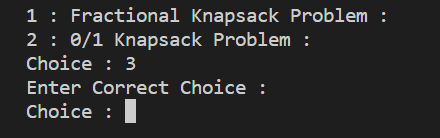 1 : Fractional Knapsack Problem :
2 : 0/1 Knapsack Problem :
Choice : 3
Enter Correct Choice :
Choice :